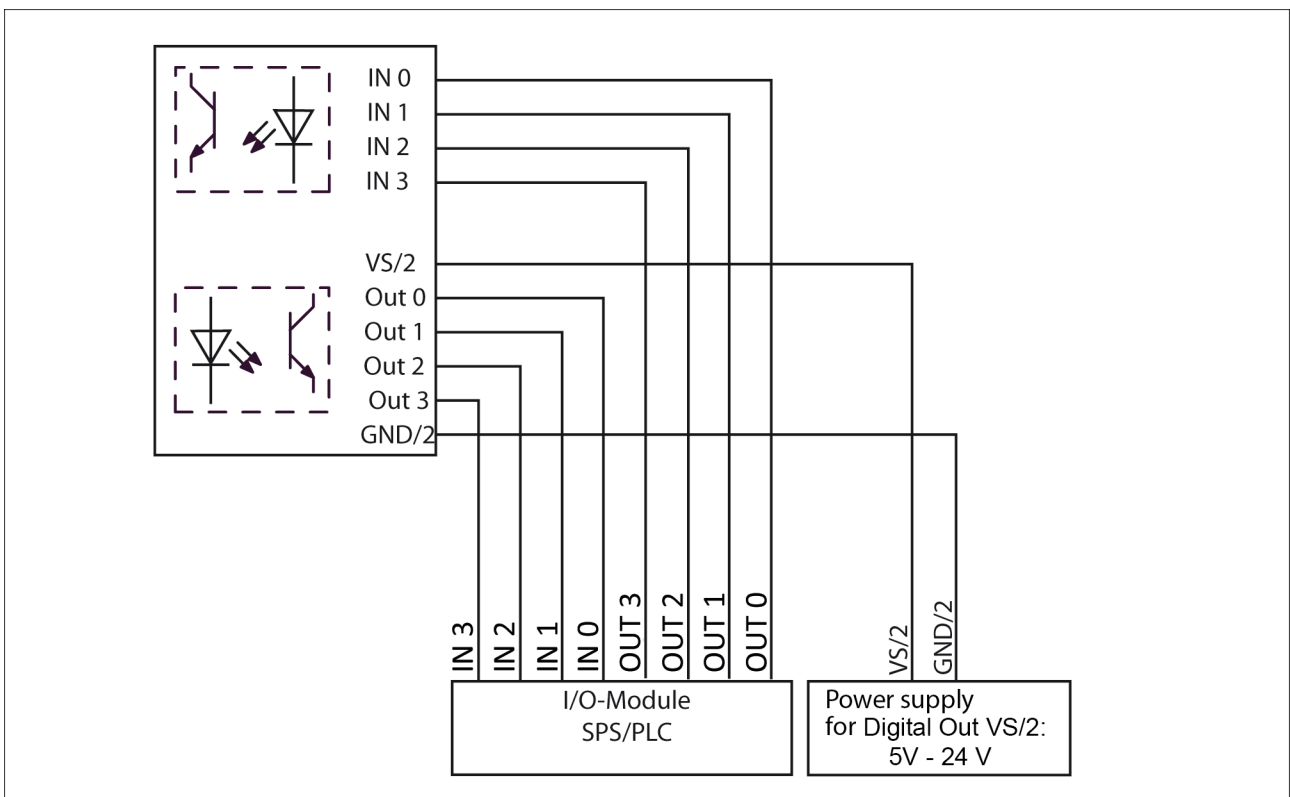 IN 0
IN 1
IN 2
IN 3
VS/2
Out 0
Out 1
Out 2
Out 3
GND/2
IN 3
IN 2
IN 1
IN 0
OUT 3
OUT 2
OUT 1
OUT 0
VS/2
GND/2
I/O-Module
SPS/PLC
Power supply
for Digital Out VS/2:
5V - 24 V